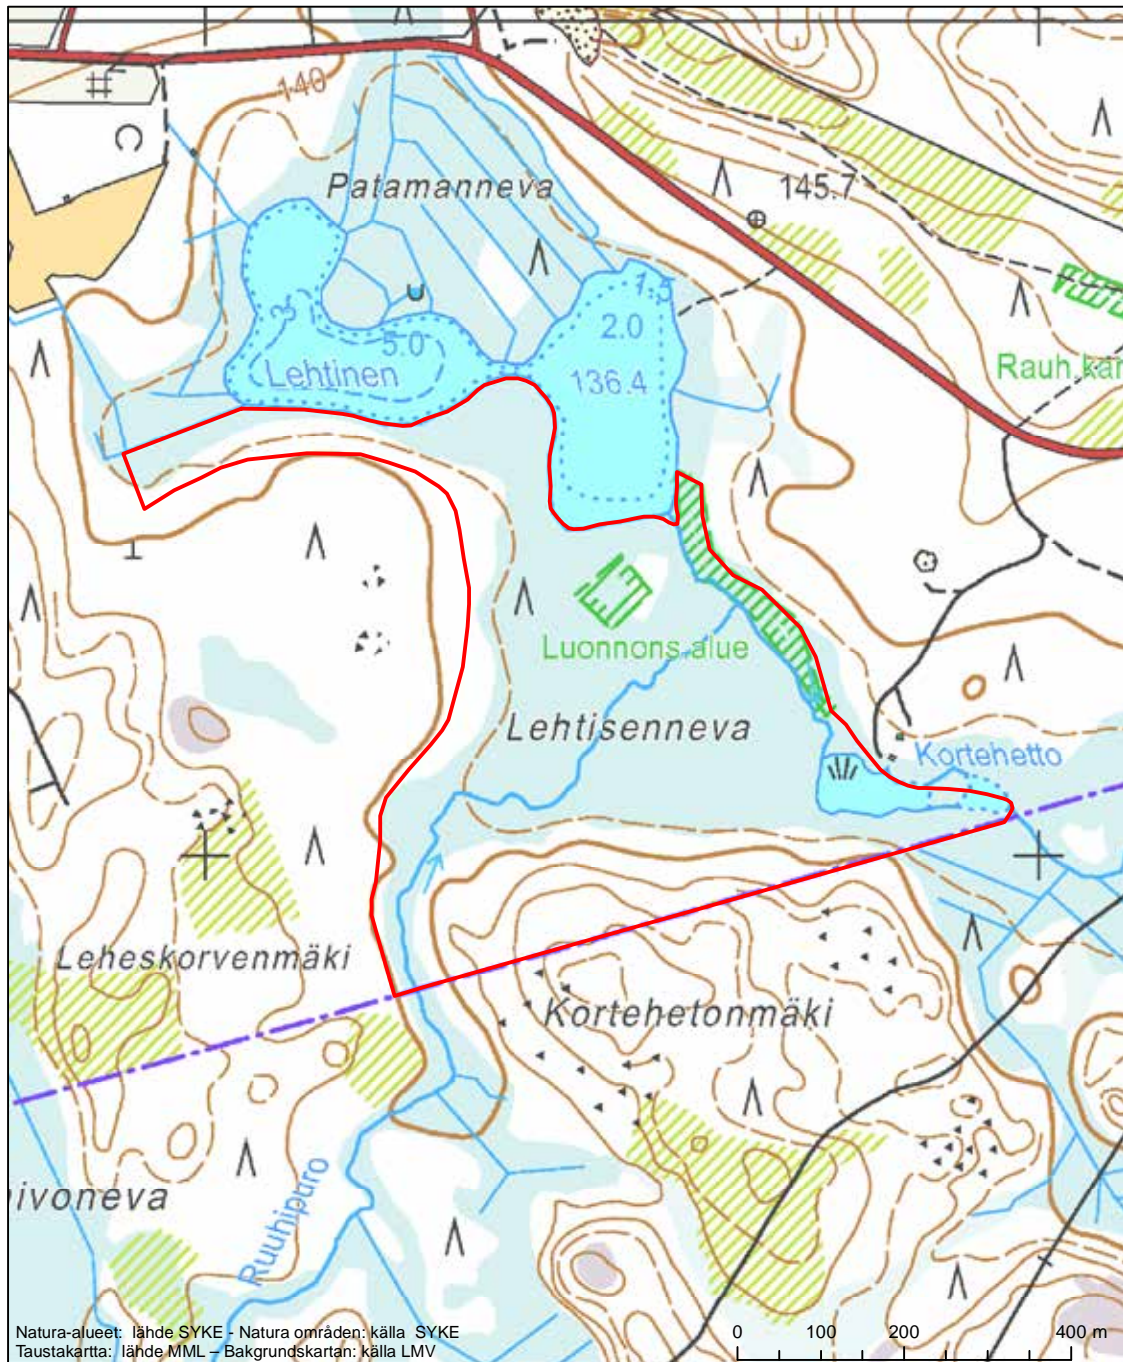 140
Patamanneva
145.7
1.5
2.0
3
5.0
Lehtinen
136.4
Rauh.kar
Luonnons.alue
Lehtisenneva
Kortehetto
Leheskorvenmäki
Kortehetonmäki
ivoneva
Ruuhipuro
Natura-alueet: lähde SYKE - Natura områden: källa SYKE
Taustakartta: lähde MML – Bakgrundskartan: källa LMV
0 100 200 400 m